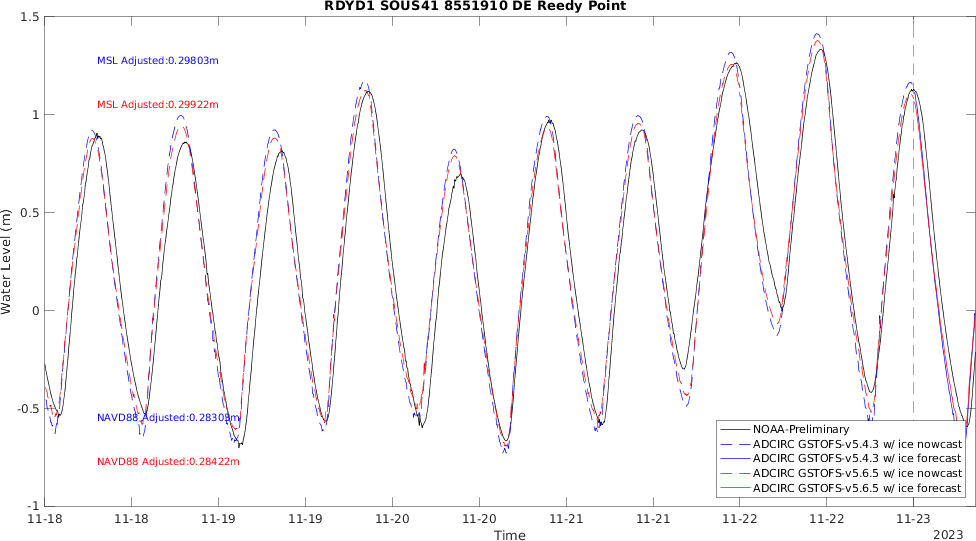 RDYD1 SOUS41 8551910 DE Reedy Point
1.5
1
0.5
0
-0.5
-1
Water Level (m)
MSL Adjusted:0.29803m
MSL Adjusted:0.29922m
NAVD88 Adjusted:0.28305m
NAVD88 Adjusted:0.28422m
NOAA-Preliminary
ADCIRC GSTOFS-v5.4.3 w/ ice nowcast
ADCIRC GSTOFS-v5.4.3 w/ ice forecast
ADCIRC GSTOFS-v5.6.5 w/ ice nowcast
ADCIRC GSTOFS-v5.6.5 w/ ice forecast
11-18 11-18 11-19 11-19 11-20 11-20 11-21 11-21 11-22 11-22 11-23
Time
2023